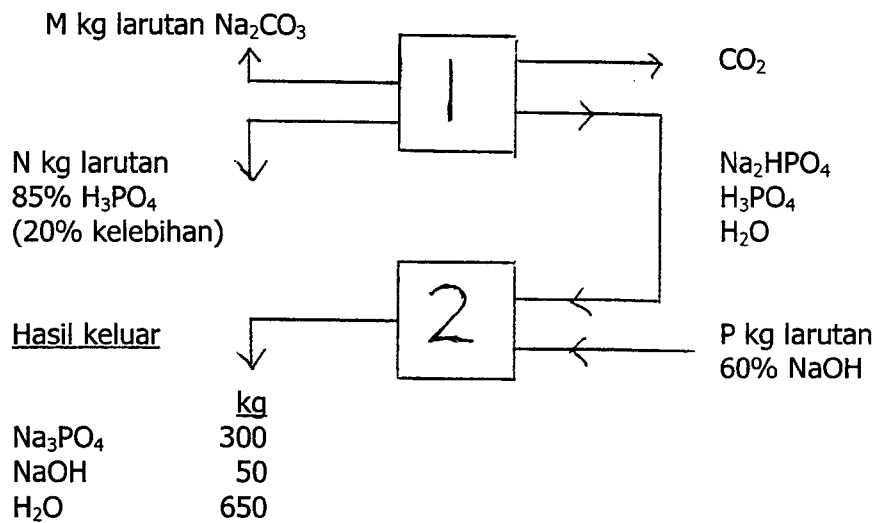 M kg larutan Na₂CO₃
1
CO₂
N kg larutan
85% H₃PO₄
(20% kelebihan)
Na₂HPO₄
H₃PO₄
H₂O
2
Hasil keluar
P kg larutan
60% NaOH
kg
Na₃PO₄ 300
NaOH 50
H₂O 650